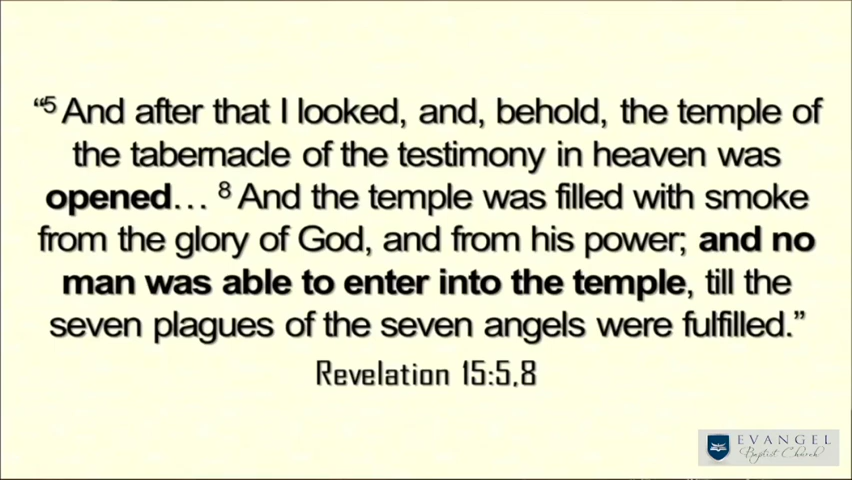 “5 And after that I looked, and, behold, the temple of
the tabernacle of the testimony in heaven was
opened… 8 And the temple was filled with smoke
from the glory of God, and from his power; and no
man was able to enter into the temple, till the
seven plagues of the seven angels were fulfilled.”
Revelation 15:5,8
EVANGEL
Baptist Church